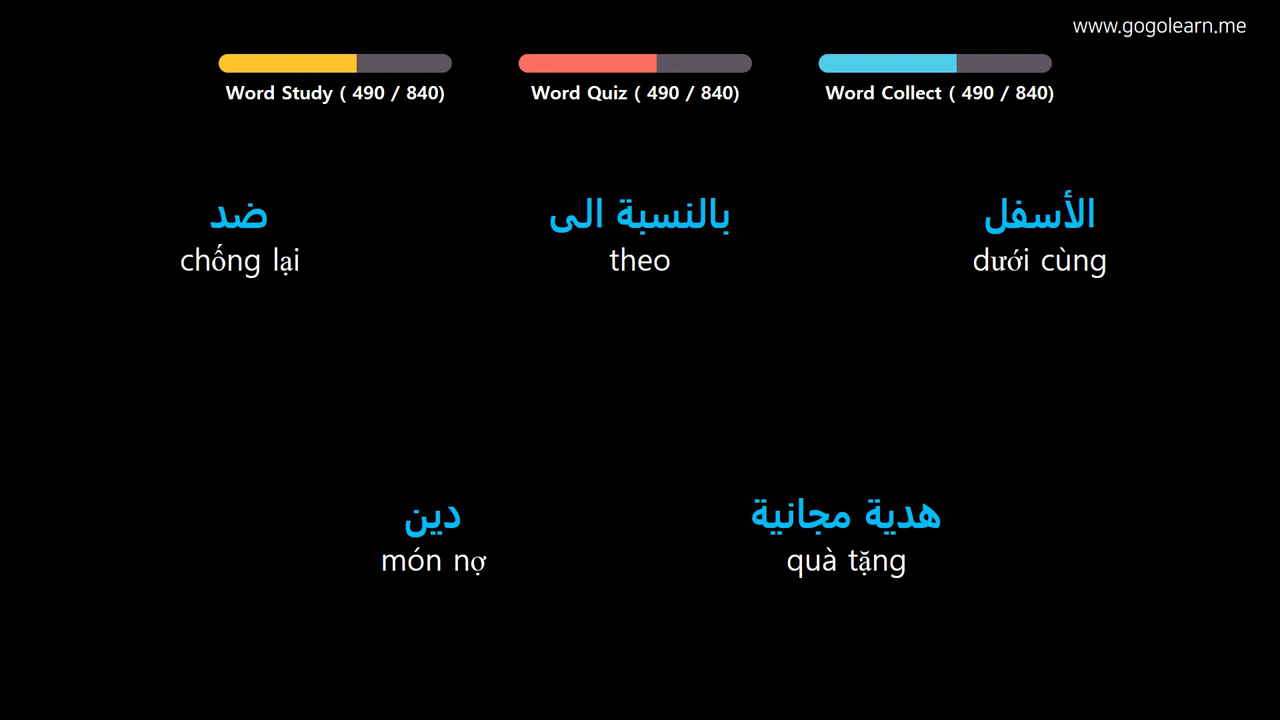 www.gogolearn.me
Word Study ( 490 / 840)
Word Quiz ( 490 / 840)
Word Collect ( 490 / 840)
ضد
chống lại
بالنسبة الى
theo
الأسفل
dưới cùng
دين
món nợ
هدية مجانية
quà tặng